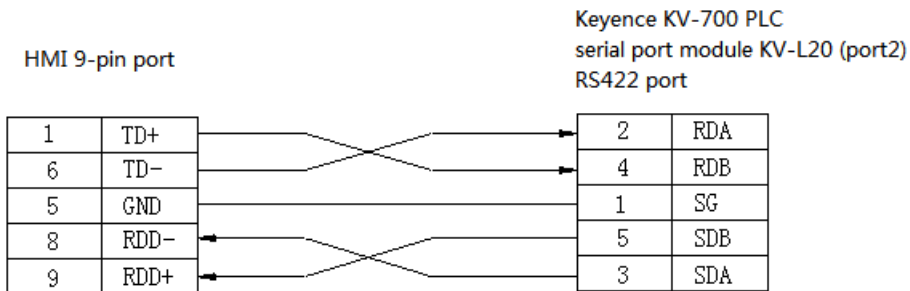 Keyence KV-700 PLC
serial port module KV-L20 (port2)
RS422 port
HMI 9-pin port
1 TD+ 2 RDA
6 TD- 4 RDB
5 GND 1 SG
8 RDD- 5 SDB
9 RDD+ 3 SDA